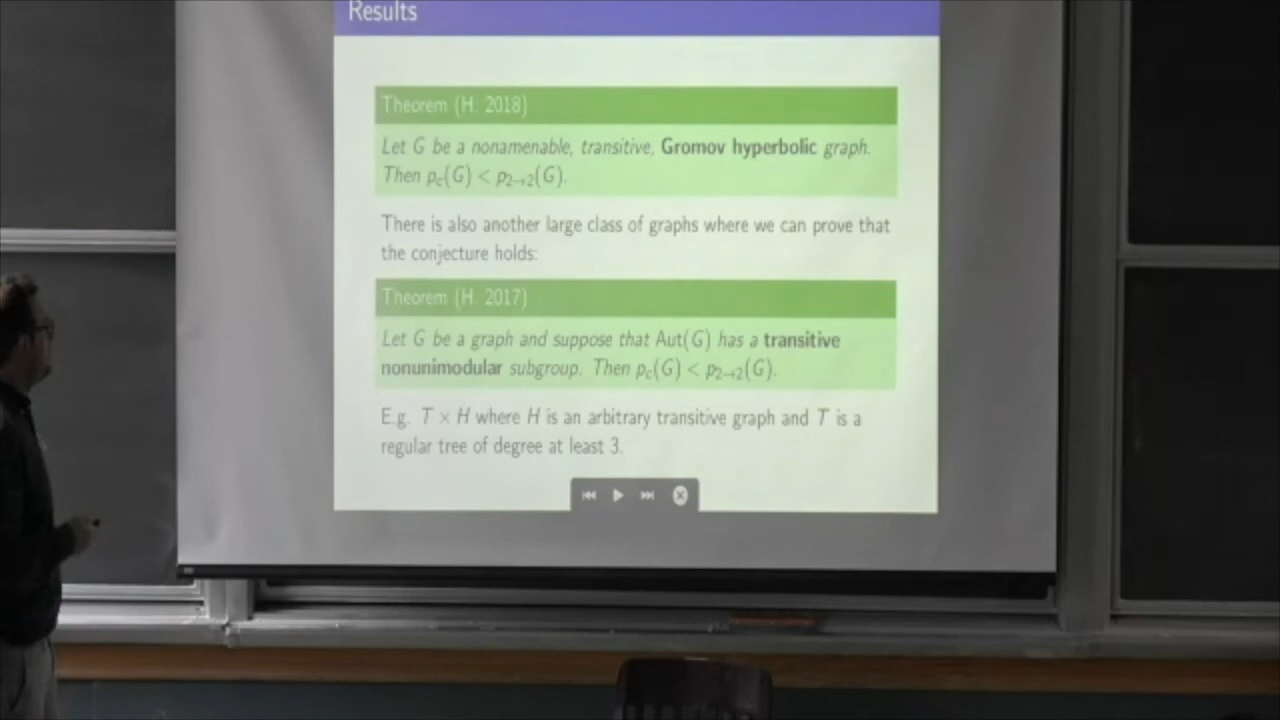 Results
Theorem (H. 2018)
Let G be a nonamenable, transitive, Gromov hyperbolic graph.
Then p_c(G) < p_{2→2}(G).
There is also another large class of graphs where we can prove that
the conjecture holds:
Theorem (H. 2017)
Let G be a graph and suppose that Aut(G) has a transitive
nonunimodular subgroup. Then p_c(G) < p_{2→2}(G).
E.g. T × H where H is an arbitrary transitive graph and T is a
regular tree of degree at least 3.